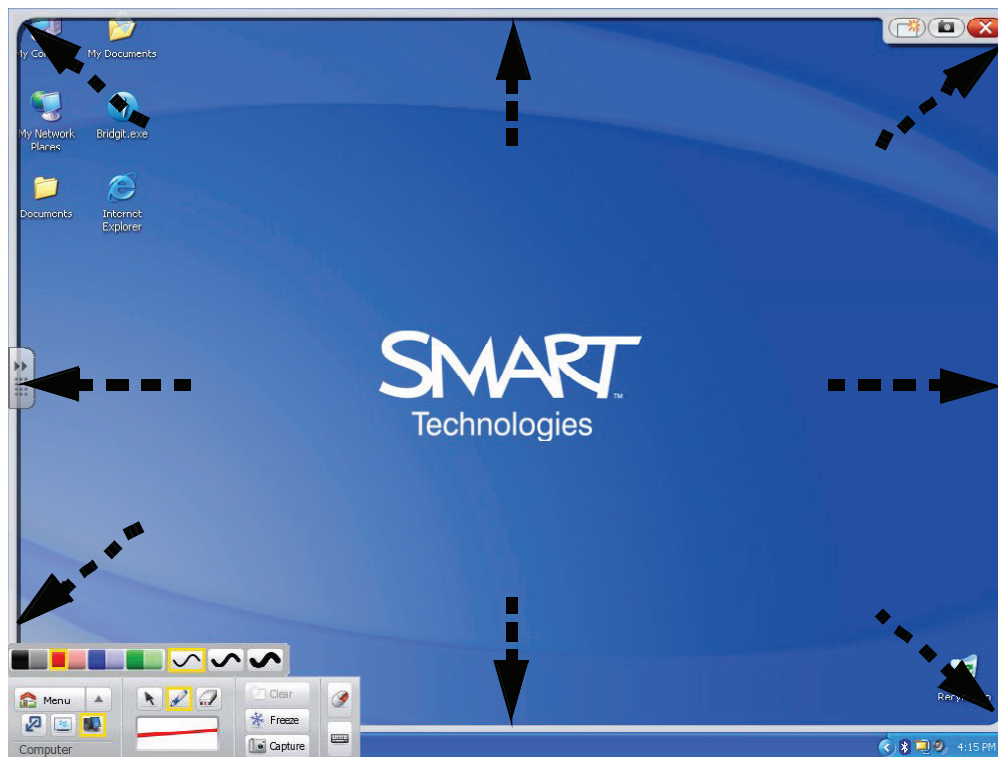 My Documents
My Network
Places
Bridgit.exe
Documents
Internet
Explorer
SMART
TM
Technologies
Menu
Clear
Freeze
Capture
Computer
4:15 PM